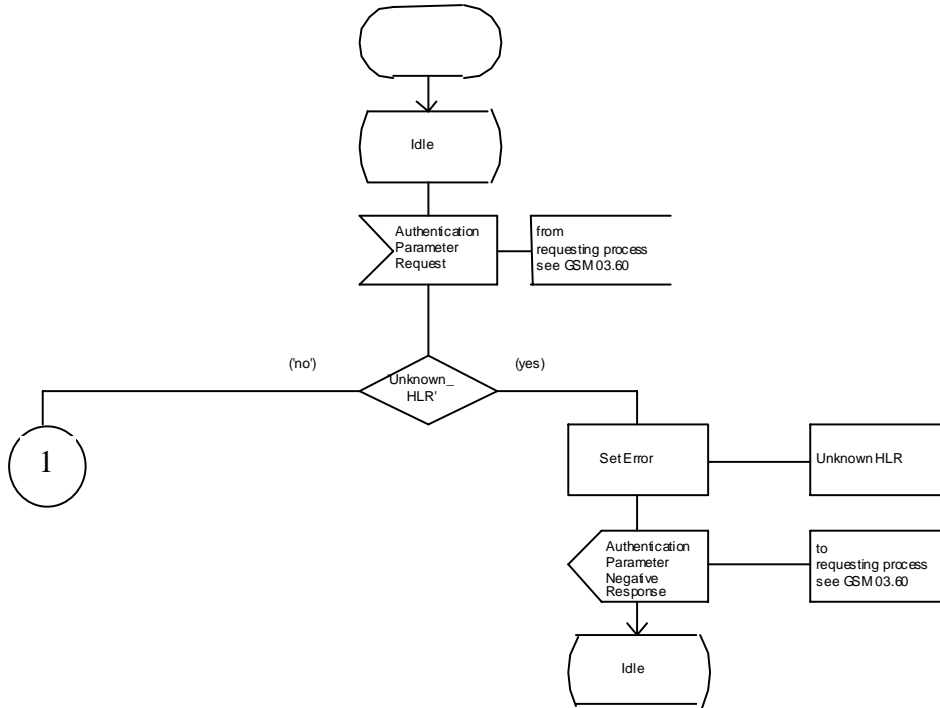 Idle
Authentication
Parameter
Request
from
requesting process
see GSM 03.60
('no')
'Unknown_
HLR'
(yes)
1
Set Error
Unknown HLR
Authentication
Parameter
Negative
Response
to
requesting process
see GSM 03.60
Idle